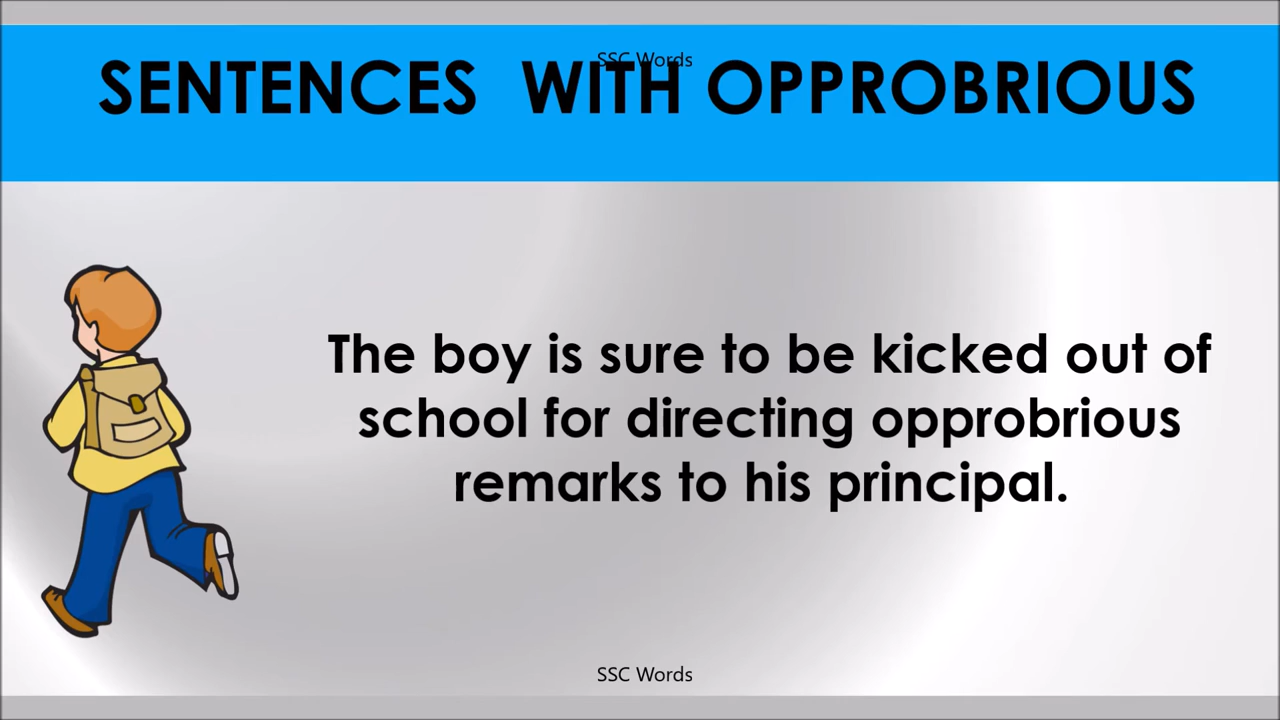 SSC Words
SENTENCES WITH OPPROBRIOUS
The boy is sure to be kicked out of
school for directing opprobrious
remarks to his principal.
SSC Words